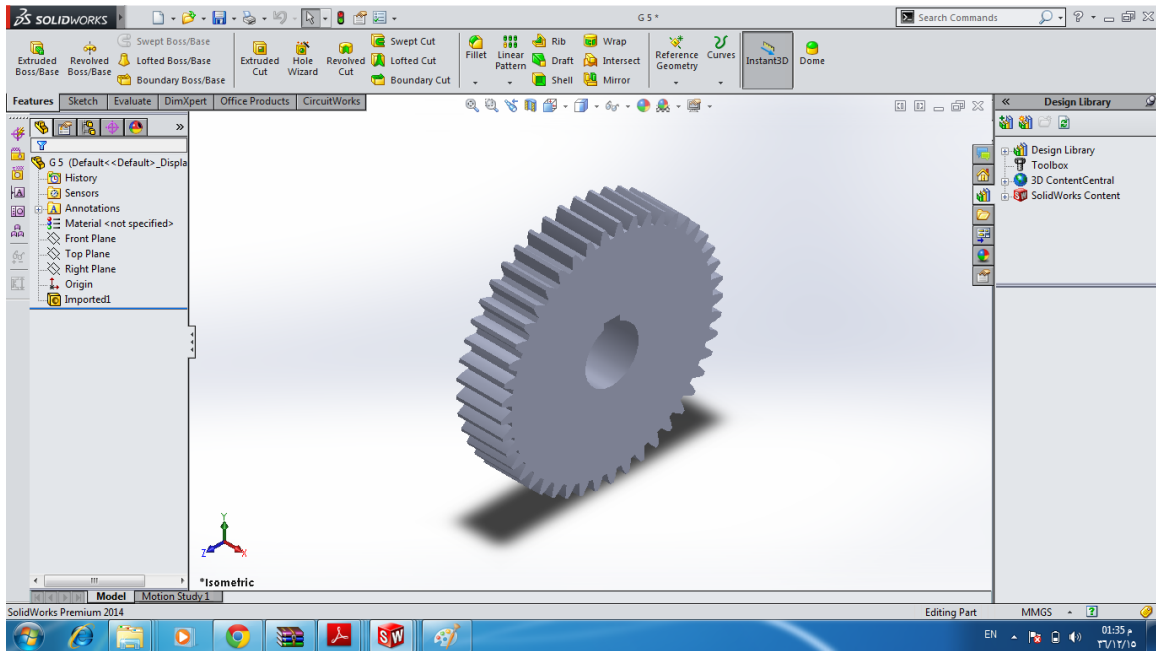 SOLIDWORKS
G 5 *
Search Commands
Extruded Boss/Base
Revolved Boss/Base
Swept Boss/Base
Lofted Boss/Base
Boundary Boss/Base
Extruded Cut
Hole Wizard
Revolved Cut
Swept Cut
Lofted Cut
Boundary Cut
Fillet
Linear Pattern
Rib
Draft
Shell
Wrap
Intersect
Mirror
Reference Geometry
Curves
Instant3D
Dome
Features
Sketch
Evaluate
DimXpert
Office Products
CircuitWorks
Design Library
G 5 (Default<<Default>_Displa
History
Sensors
Annotations
Material <not specified>
Front Plane
Top Plane
Right Plane
Origin
Imported1
Design Library
Toolbox
3D ContentCentral
SolidWorks Content
Y
Z
X
*Isometric
Model
Motion Study 1
SolidWorks Premium 2014
Editing Part
MMGS
EN
01:35 م
٣٦/١٢/١٥